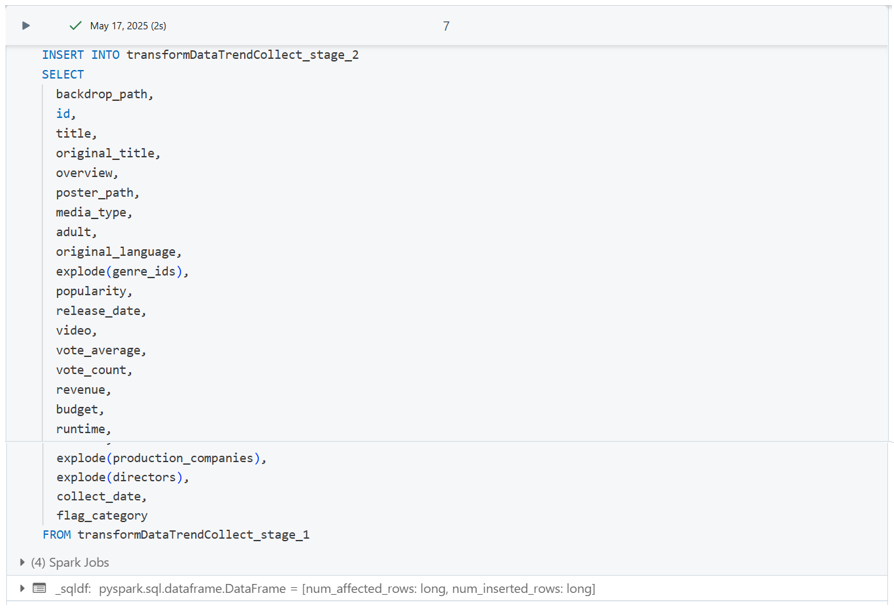 May 17, 2025 (2s)
7
INSERT INTO transformDataTrendCollect_stage_2
SELECT
backdrop_path,
id,
title,
original_title,
overview,
poster_path,
media_type,
adult,
original_language,
explode(genre_ids),
popularity,
release_date,
video,
vote_average,
vote_count,
revenue,
budget,
runtime,
explode(production_companies),
explode(directors),
collect_date,
flag_category
FROM transformDataTrendCollect_stage_1
(4) Spark Jobs
_sqldf: pyspark.sql.dataframe.DataFrame = [num_affected_rows: long, num_inserted_rows: long]